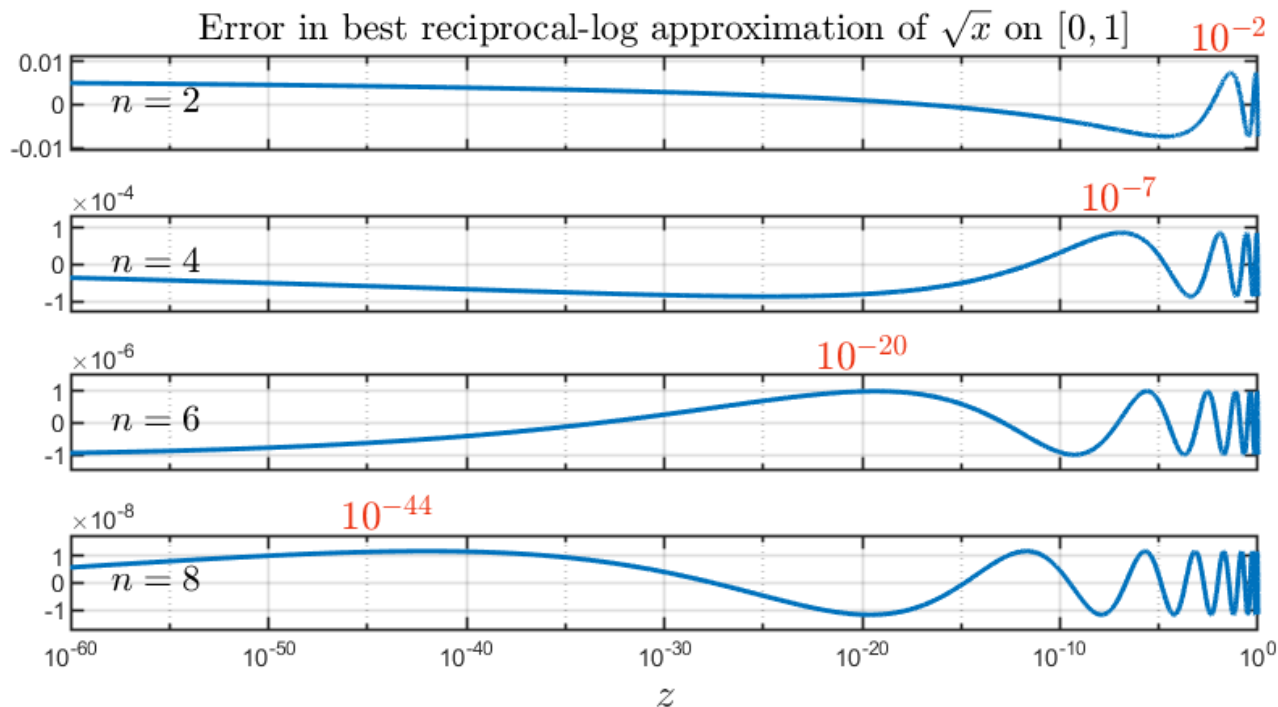 Error in best reciprocal-log approximation of √x on [0, 1]
10⁻²
0.01
0
-0.01
n = 2
×10⁻⁴
10⁻⁷
1
0
-1
n = 4
×10⁻⁶
10⁻²⁰
1
0
-1
n = 6
×10⁻⁸
10⁻⁴⁴
1
0
-1
n = 8
10⁻⁶⁰ 10⁻⁵⁰ 10⁻⁴⁰ 10⁻³⁰ 10⁻²⁰ 10⁻¹⁰ 10⁰
z